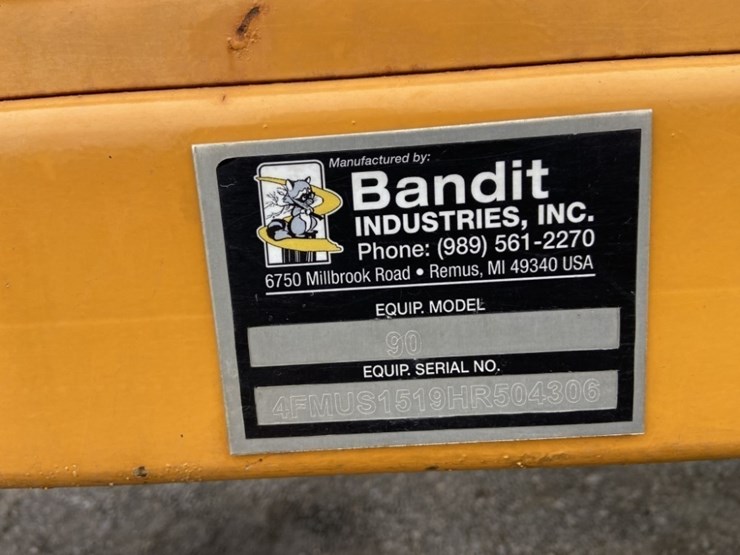 Manufactured by:
Bandit
INDUSTRIES, INC.
Phone: (989) 561-2270
6750 Millbrook Road • Remus, MI 49340 USA
EQUIP. MODEL
90
EQUIP. SERIAL NO.
4FMUS1519HR504306